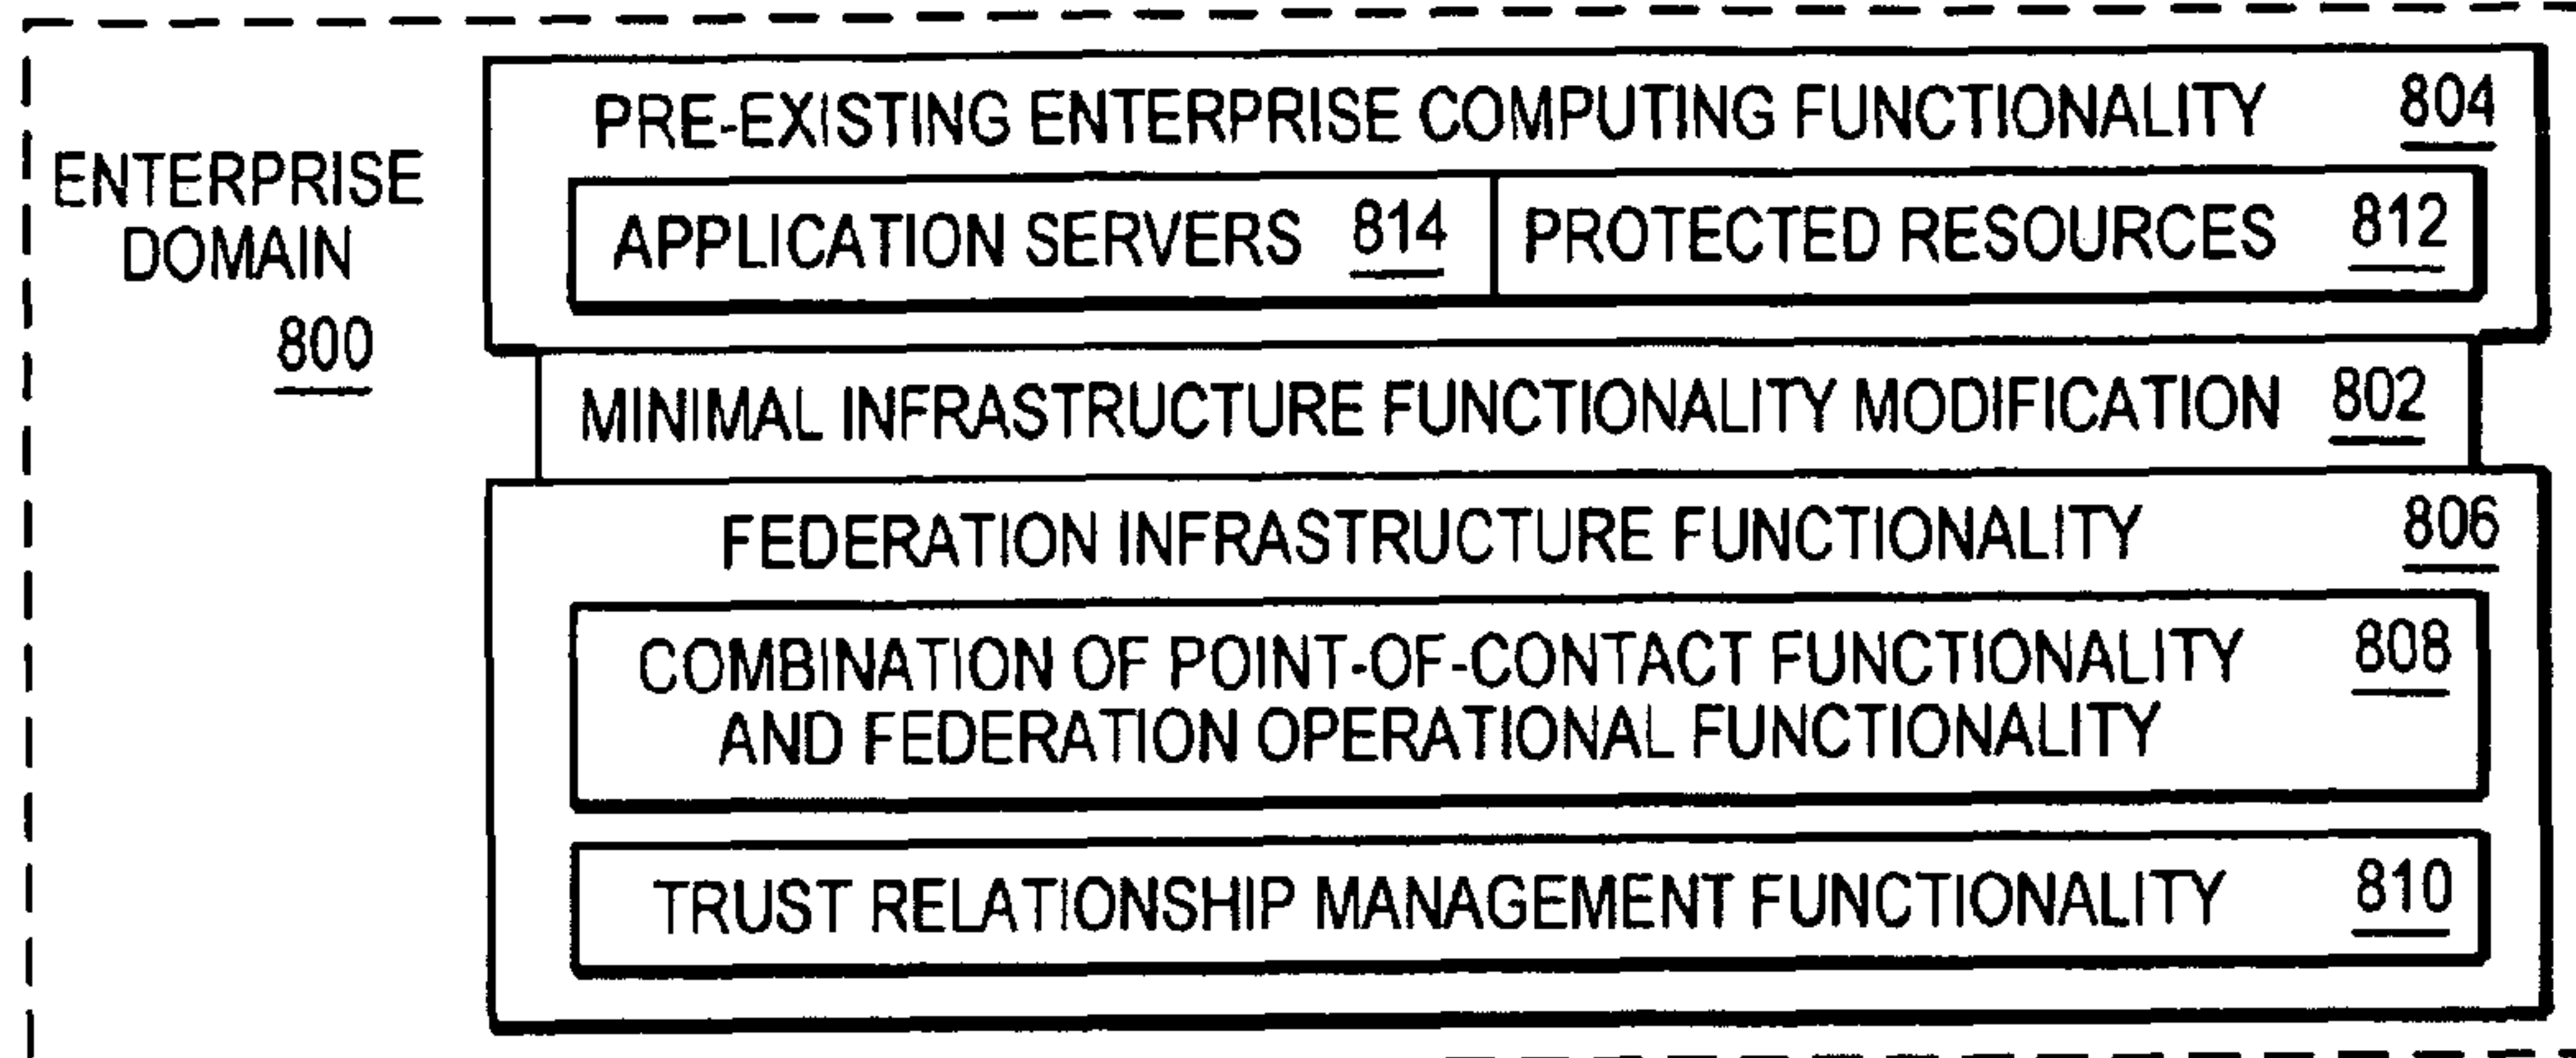 ENTERPRISE
DOMAIN
800
PRE-EXISTING ENTERPRISE COMPUTING FUNCTIONALITY 804
APPLICATION SERVERS 814
PROTECTED RESOURCES 812
MINIMAL INFRASTRUCTURE FUNCTIONALITY MODIFICATION 802
FEDERATION INFRASTRUCTURE FUNCTIONALITY 806
COMBINATION OF POINT-OF-CONTACT FUNCTIONALITY 808
AND FEDERATION OPERATIONAL FUNCTIONALITY
TRUST RELATIONSHIP MANAGEMENT FUNCTIONALITY 810